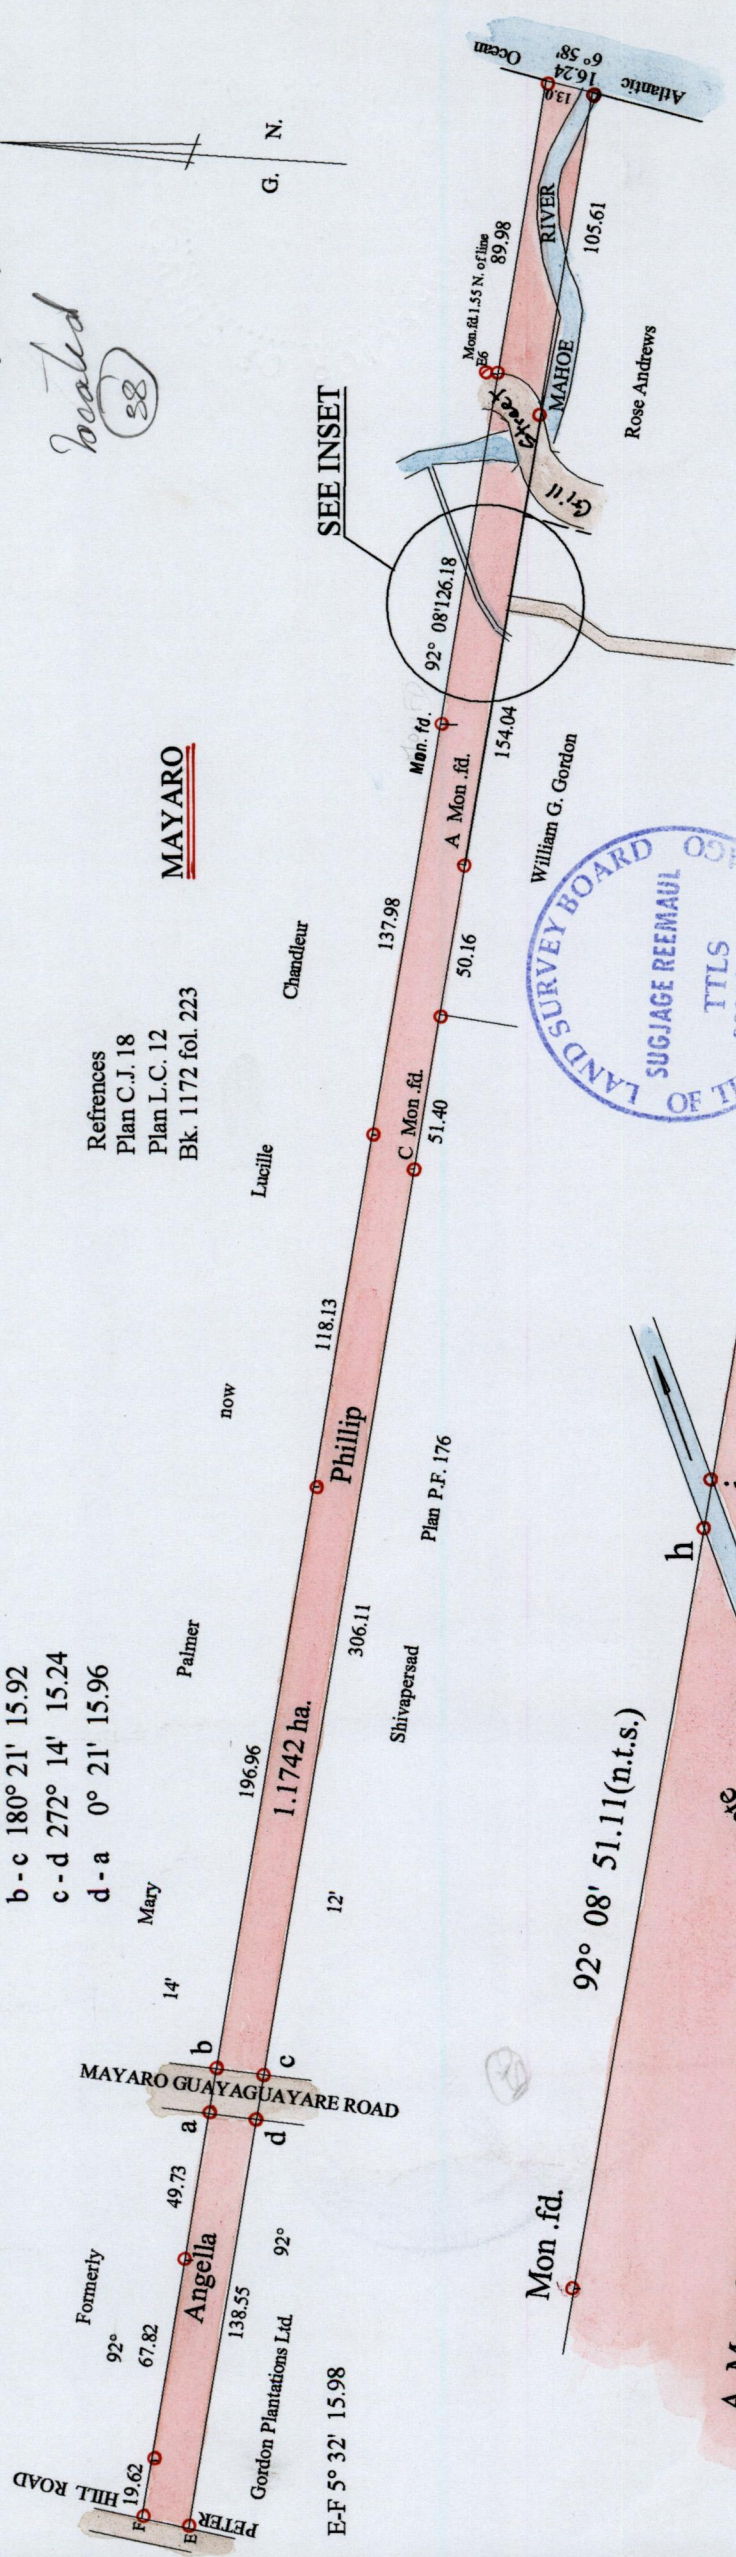 b - c 180° 21' 15.92
c - d 272° 14' 15.24
d - a 0° 21' 15.96
Refrences
Plan C.J. 18
Plan L.C. 12
Bk. 1172 fol. 223
MAYARO
located
38
G. N.
SEE INSET
Formerly Mary Palmer now Lucille Chandleur
92° 14'
PETER HILL ROAD
F
E
19.62
67.82
49.73
Angella
138.55
92° 12'
Gordon Plantations Ltd.
E-F 5° 32' 15.98
MAYARO GUAYAGUAYARE ROAD
a
b
c
d
196.96
1.1742 ha.
306.11
Shivapersad
Plan P.F. 176
118.13
Phillip
137.98
C Mon .fd.
51.40
50.16
A Mon .fd.
Mon. fd.
92° 08' 126.18
154.04
William G. Gordon
Grill Street
Mon.fd.1.55 N. of line
E6
89.98
MAHOE RIVER
105.61
Rose Andrews
13.0
16.24
6° 58'
Atlantic Ocean
LAND SURVEY BOARD
OF
SUGJAGE REEMAUL
TTLS
Mon .fd.
92° 08' 51.11(n.t.s.)
h